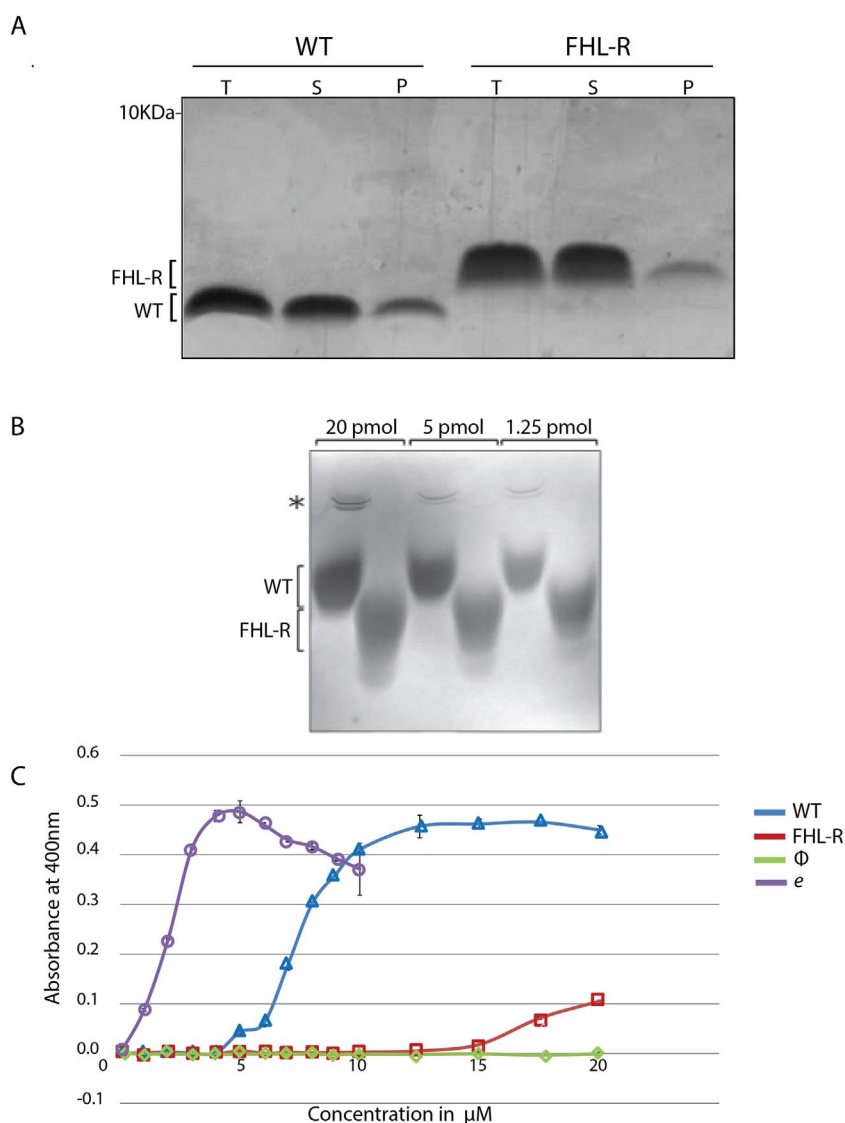 A
WT FHL-R
T S P T S P
10KDa-
FHL-R
WT
B
20 pmol 5 pmol 1.25 pmol
*
WT
FHL-R
C
0.6
0.5
0.4
0.3
0.2
0.1
0.0
-0.1
0 5 10 15 20
Absorbance at 400nm
Concentration in μM
WT
FHL-R
Φ
e